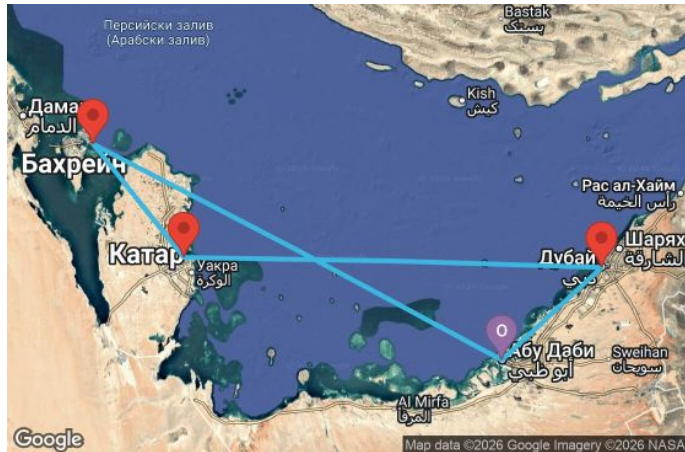 Bastak
بستک
Персийски залив
(Арабски залив)
Kish
کیش
الدمام
Бахрейн
Рас ал-Хайм
رأس الخيمة
Катар
Уакра
الوكرة
Дубай
دبي
Шарях
الشارقة
O
Абу Даби
أبو ظبي
Sweihan
سويحان
Al Mirfa
المرفأ
Google
Map data ©2026 Google Imagery ©2026 NASA